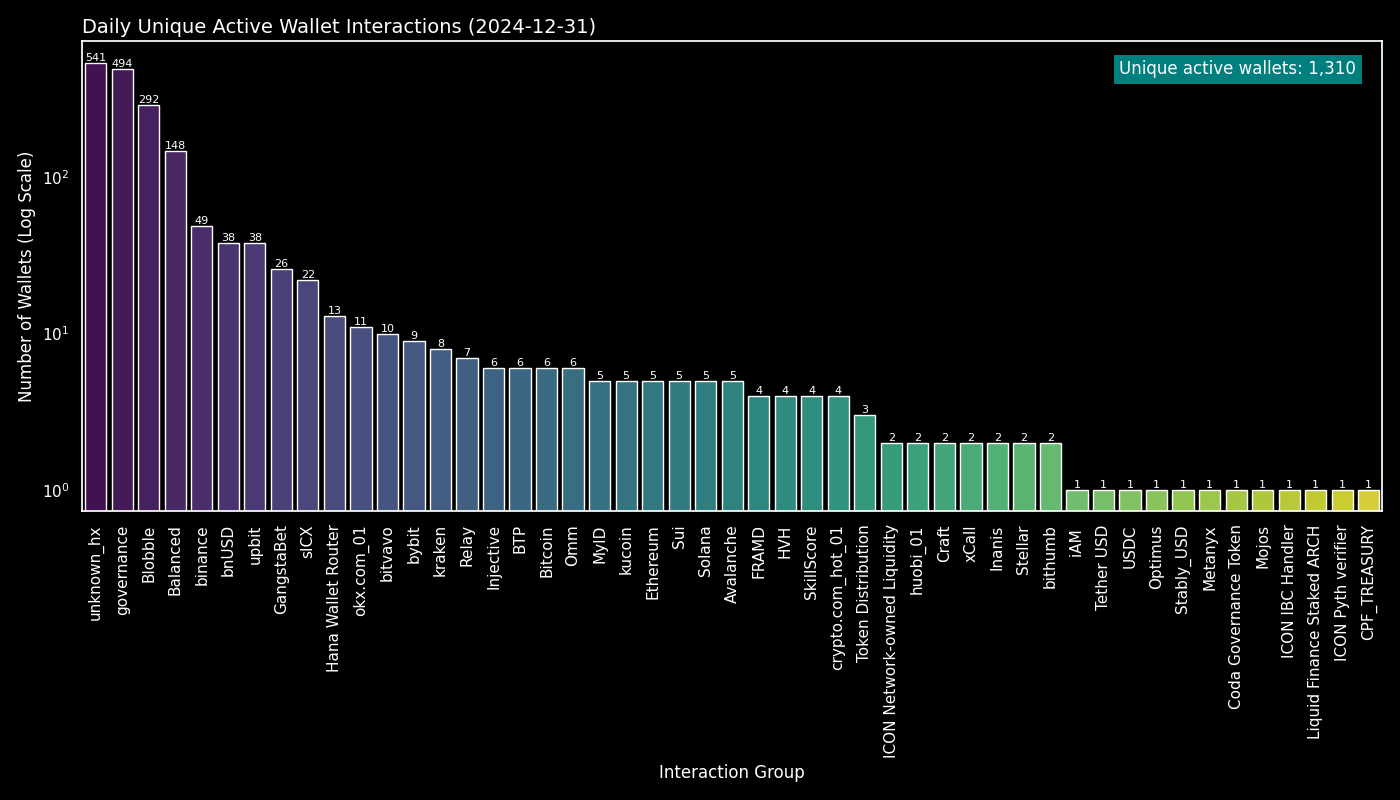 Daily Unique Active Wallet Interactions (2024-12-31)
Unique active wallets: 1,310
Number of Wallets (Log Scale)
10²
10¹
10⁰
541
494
292
148
49
38
38
26
22
13
11
10
9
8
7
6
6
6
6
5
5
5
5
5
5
4
4
4
4
3
2
2
2
2
2
2
2
1
1
1
1
1
1
1
1
1
1
1
1
unknown_hx
governance
Blobble
Balanced
binance
bnUSD
upbit
GangstaBet
sICX
Hana Wallet Router
okx.com_01
bitvavo
bybit
kraken
Relay
Injective
BTP
Bitcoin
Omm
MyID
kucoin
Ethereum
Sui
Solana
Avalanche
FRAMD
HVH
SkillScore
crypto.com_hot_01
Token Distribution
ICON Network-owned Liquidity
huobi_01
Craft
xCall
Inanis
Stellar
bithumb
iAM
Tether USD
USDC
Optimus
Stably_USD
Metanyx
Coda Governance Token
Mojos
ICON IBC Handler
Liquid Finance Staked ARCH
ICON Pyth verifier
CPF_TREASURY
Interaction Group